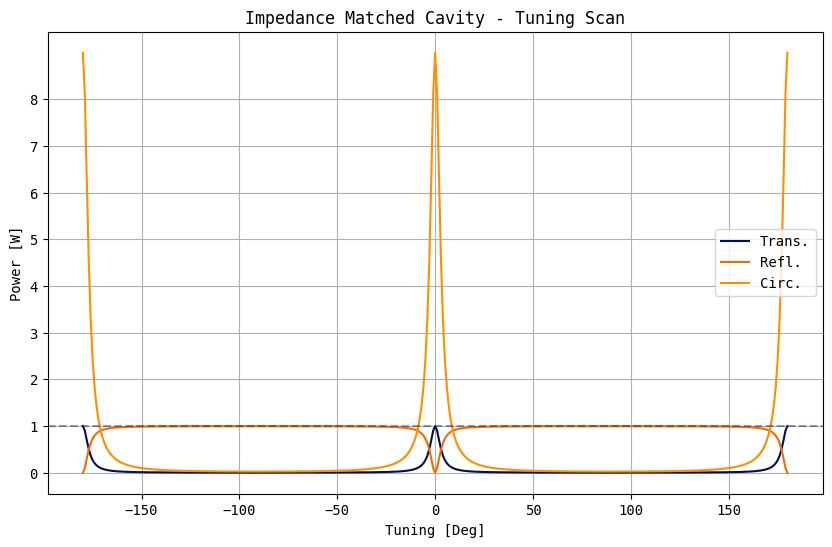 Impedance Matched Cavity - Tuning Scan
Power [W]
8
7
6
5
4
3
2
1
0
Trans.
Refl.
Circ.
−150
−100
−50
0
50
100
150
Tuning [Deg]